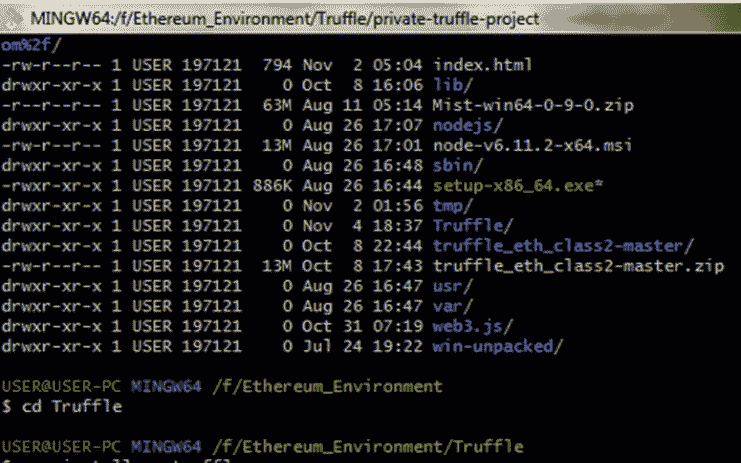 MINGW64:/f/Ethereum_Environment/Truffle/private-truffle-project
om%2f/
-rw-r--r-- 1 USER 197121  794 Nov  2 05:04 index.html
drwxr-xr-x 1 USER 197121    0 Oct  8 16:06 lib/
-r--r--r-- 1 USER 197121  63M Aug 11 05:14 Mist-win64-0-9-0.zip
drwxr-xr-x 1 USER 197121    0 Aug 26 17:07 nodejs/
-rw-r--r-- 1 USER 197121  13M Aug 26 17:01 node-v6.11.2-x64.msi
drwxr-xr-x 1 USER 197121    0 Aug 26 16:48 sbin/
-rwxr-xr-x 1 USER 197121 886K Aug 26 16:44 setup-x86_64.exe*
drwxr-xr-x 1 USER 197121    0 Nov  2 01:56 tmp/
drwxr-xr-x 1 USER 197121    0 Nov  4 18:37 Truffle/
drwxr-xr-x 1 USER 197121    0 Oct  8 22:44 truffle_eth_class2-master/
-rw-r--r-- 1 USER 197121  13M Oct  8 17:43 truffle_eth_class2-master.zip
drwxr-xr-x 1 USER 197121    0 Aug 26 16:47 usr/
drwxr-xr-x 1 USER 197121    0 Aug 26 16:47 var/
drwxr-xr-x 1 USER 197121    0 Oct 31 07:19 web3.js/
drwxr-xr-x 1 USER 197121    0 Jul 24 19:22 win-unpacked/
USER@USER-PC MINGW64 /f/Ethereum_Environment
$ cd Truffle
USER@USER-PC MINGW64 /f/Ethereum_Environment/Truffle